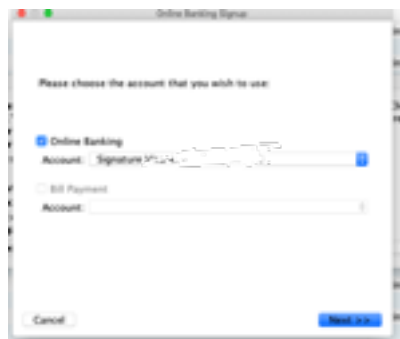 Online Banking Signup
Please choose the account that you wish to use:
Online Banking
Account: Signature
Bill Payment
Account:
Cancel
Next >>